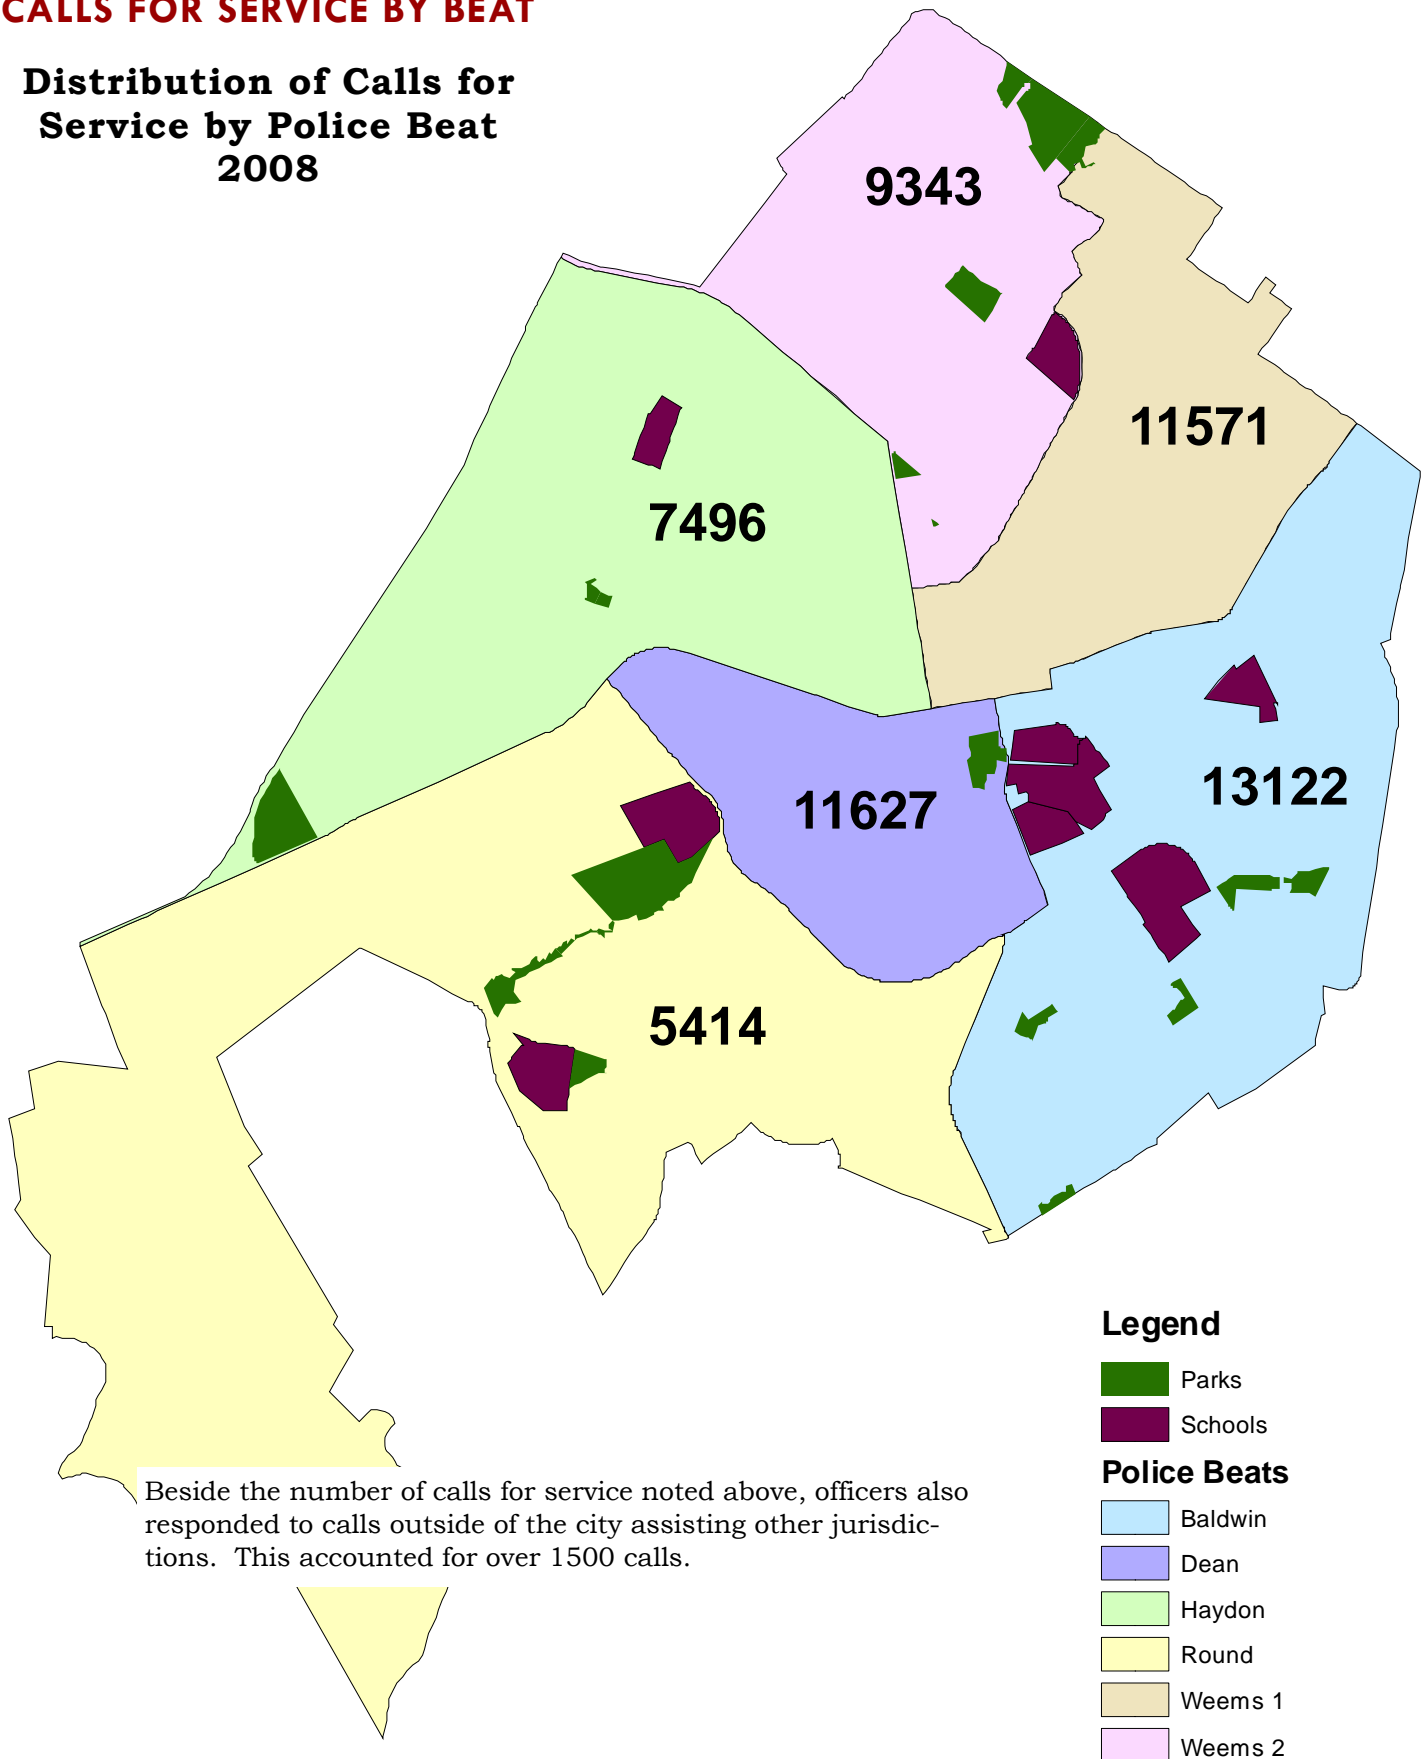 CALLS FOR SERVICE BY BEAT
Distribution of Calls for
Service by Police Beat
2008
9343
11571
7496
13122
11627
5414
Legend
Parks
Schools
Police Beats
Baldwin
Dean
Haydon
Round
Weems 1
Weems 2
Beside the number of calls for service noted above, officers also
responded to calls outside of the city assisting other jurisdic-
tions.  This accounted for over 1500 calls.